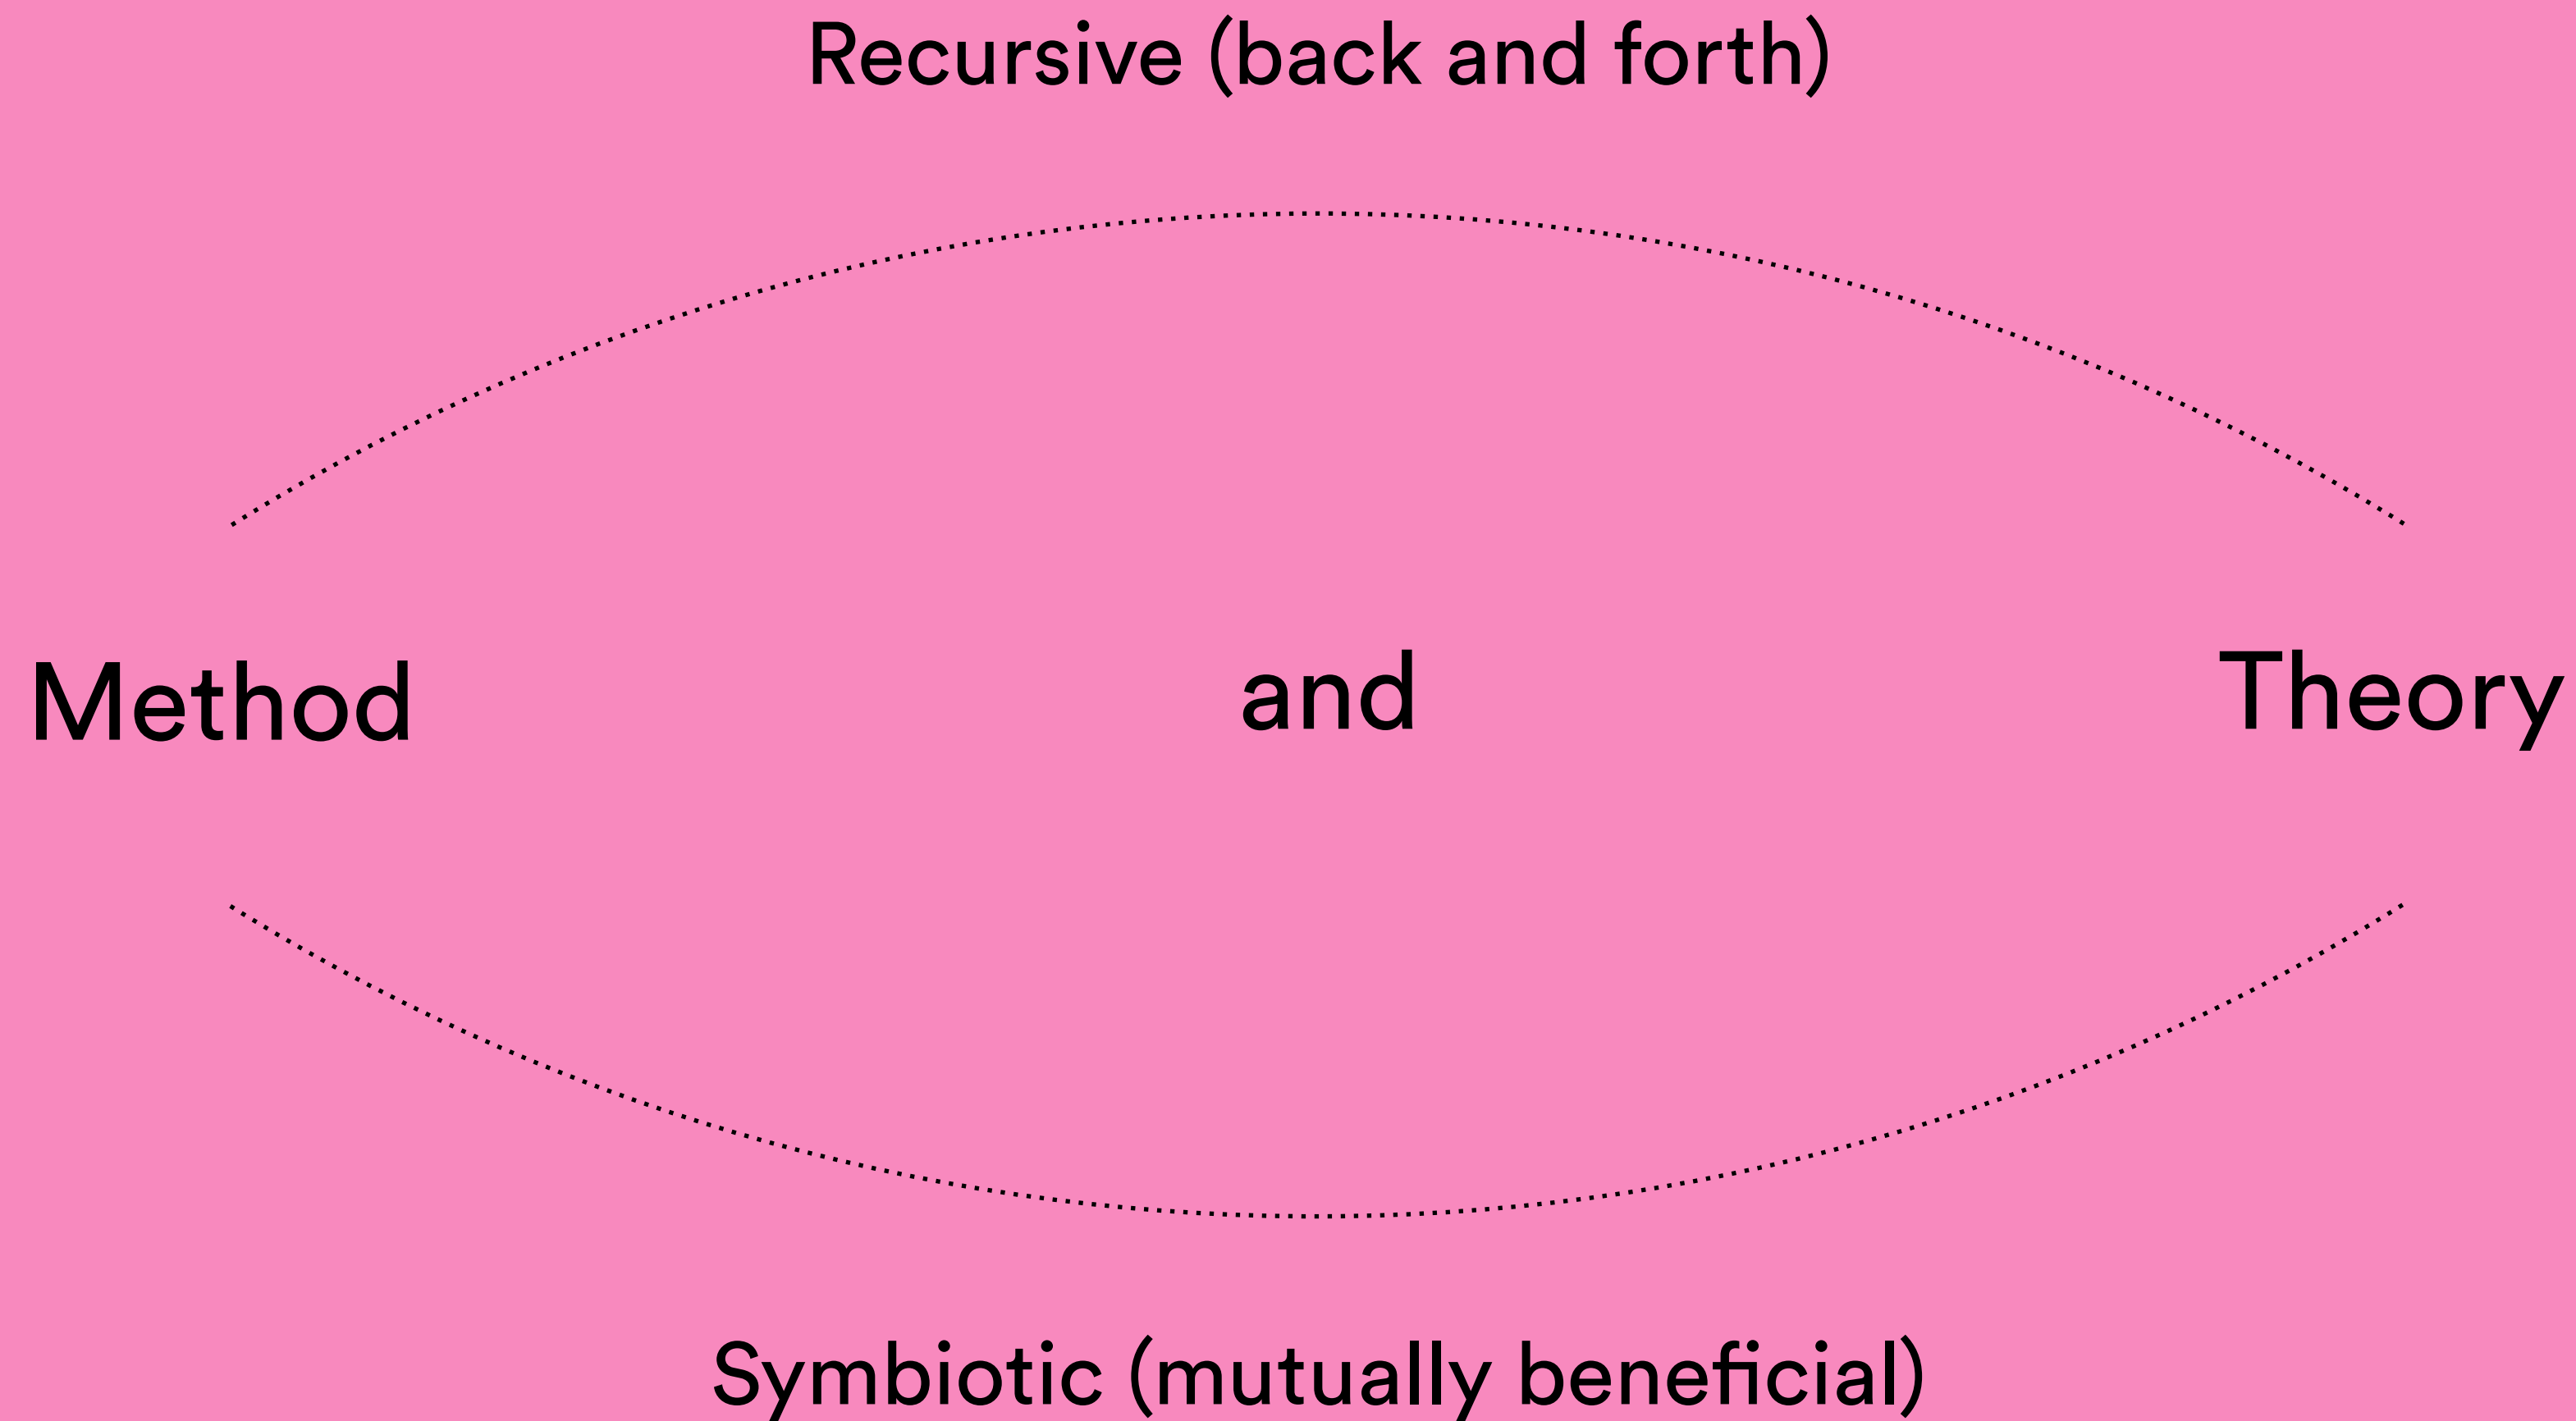 Recursive (back and forth)
Method and Theory
Symbiotic (mutually beneficial)